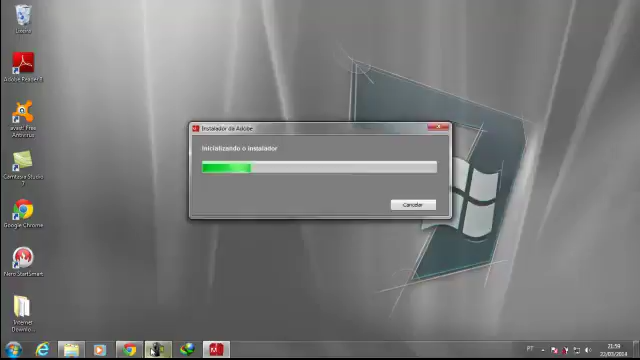 Lixeira
Adobe Reader 9
avast! Free
Antivirus
Camtasia Studio
7
Google Chrome
Nero StartSmart
Internet
Downlo...
Instalador da Adobe
Inicializando o instalador
Cancelar
PT
21:59
22/03/2014